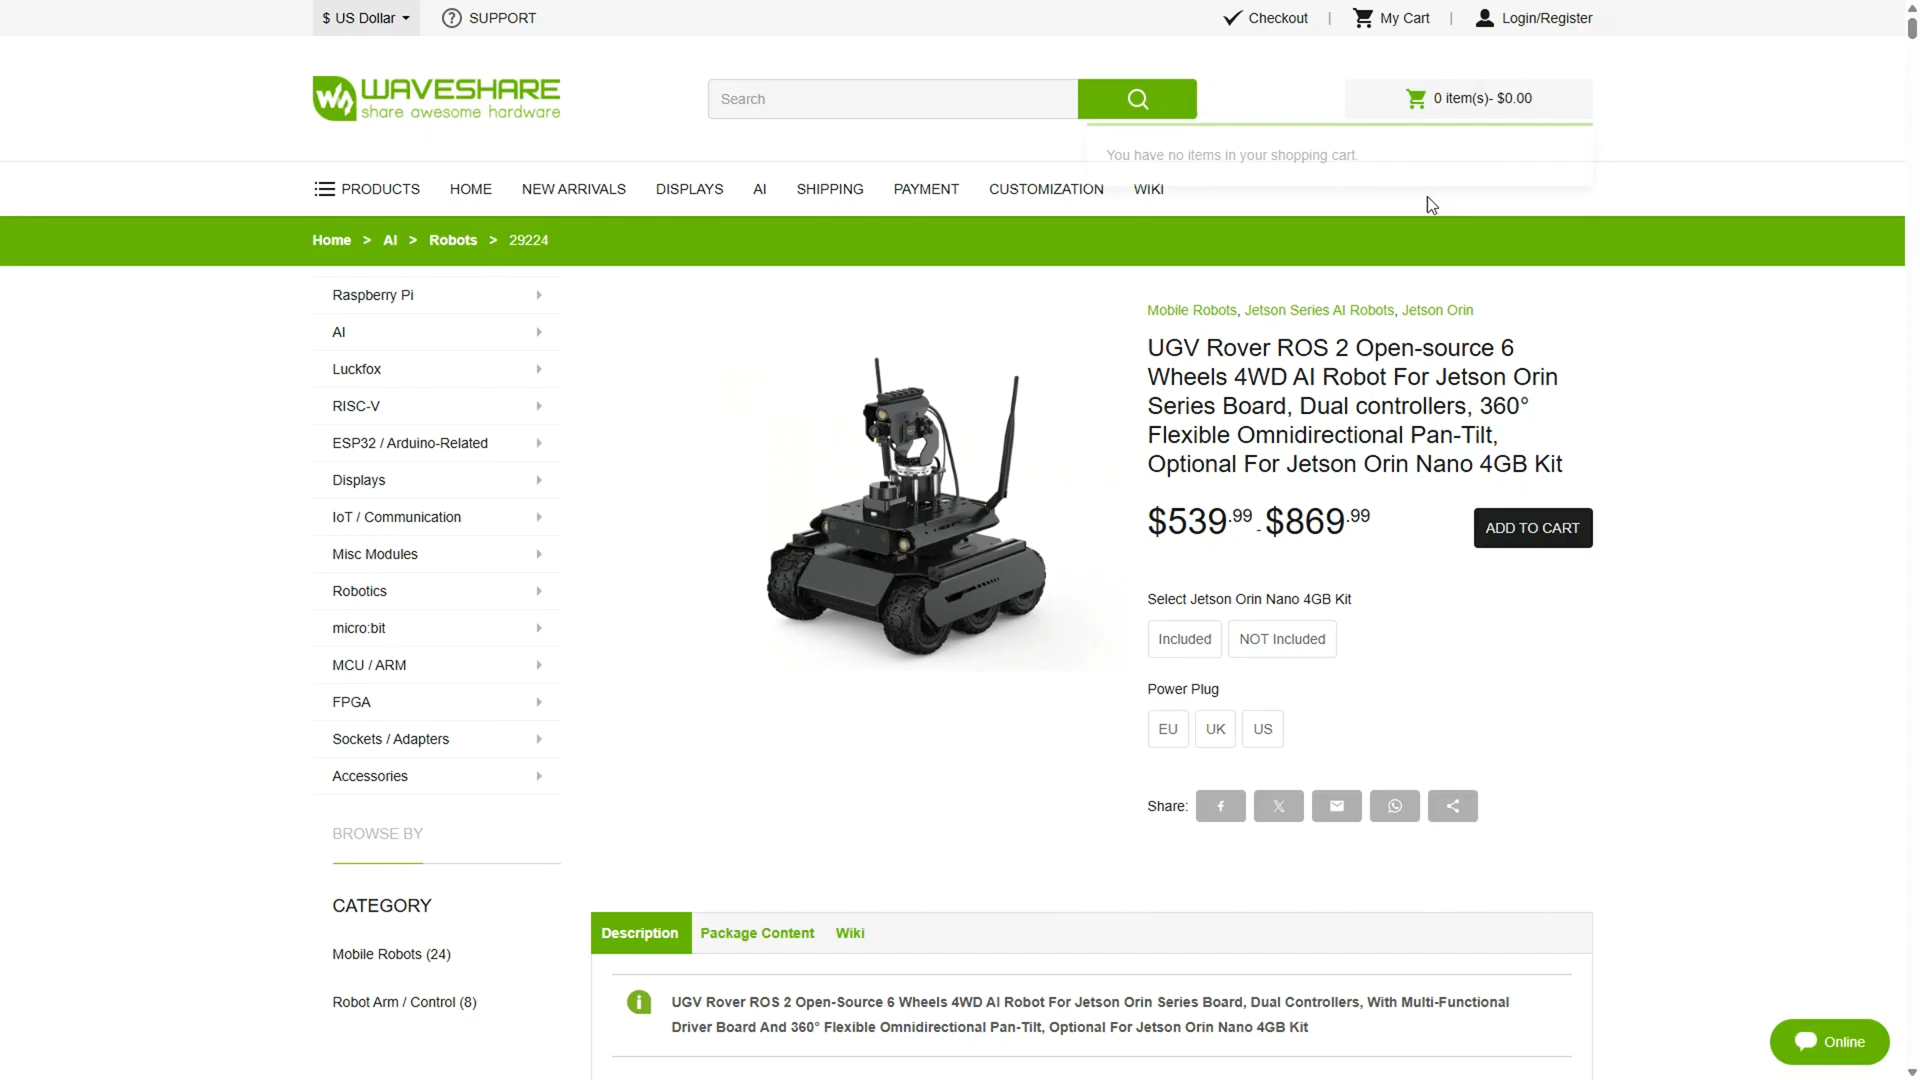 $ US Dollar
SUPPORT
Checkout
|
My Cart
|
Login/Register
WAVESHARE
share awesome hardware
Search
0 item(s)- $0.00
You have no items in your shopping cart.
PRODUCTS
HOME
NEW ARRIVALS
DISPLAYS
AI
SHIPPING
PAYMENT
CUSTOMIZATION
WIKI
Home > AI > Robots > 29224
Raspberry Pi
AI
Luckfox
RISC-V
ESP32 / Arduino-Related
Displays
IoT / Communication
Misc Modules
Robotics
micro:bit
MCU / ARM
FPGA
Sockets / Adapters
Accessories
BROWSE BY
CATEGORY
Mobile Robots (24)
Robot Arm / Control (8)
Mobile Robots, Jetson Series AI Robots, Jetson Orin
UGV Rover ROS 2 Open-source 6
Wheels 4WD AI Robot For Jetson Orin
Series Board, Dual controllers, 360°
Flexible Omnidirectional Pan-Tilt,
Optional For Jetson Orin Nano 4GB Kit
$539.99 - $869.99
ADD TO CART
Select Jetson Orin Nano 4GB Kit
Included
NOT Included
Power Plug
EU
UK
US
Share:
Description
Package Content
Wiki
UGV Rover ROS 2 Open-Source 6 Wheels 4WD AI Robot For Jetson Orin Series Board, Dual Controllers, With Multi-Functional
Driver Board And 360° Flexible Omnidirectional Pan-Tilt, Optional For Jetson Orin Nano 4GB Kit
Online